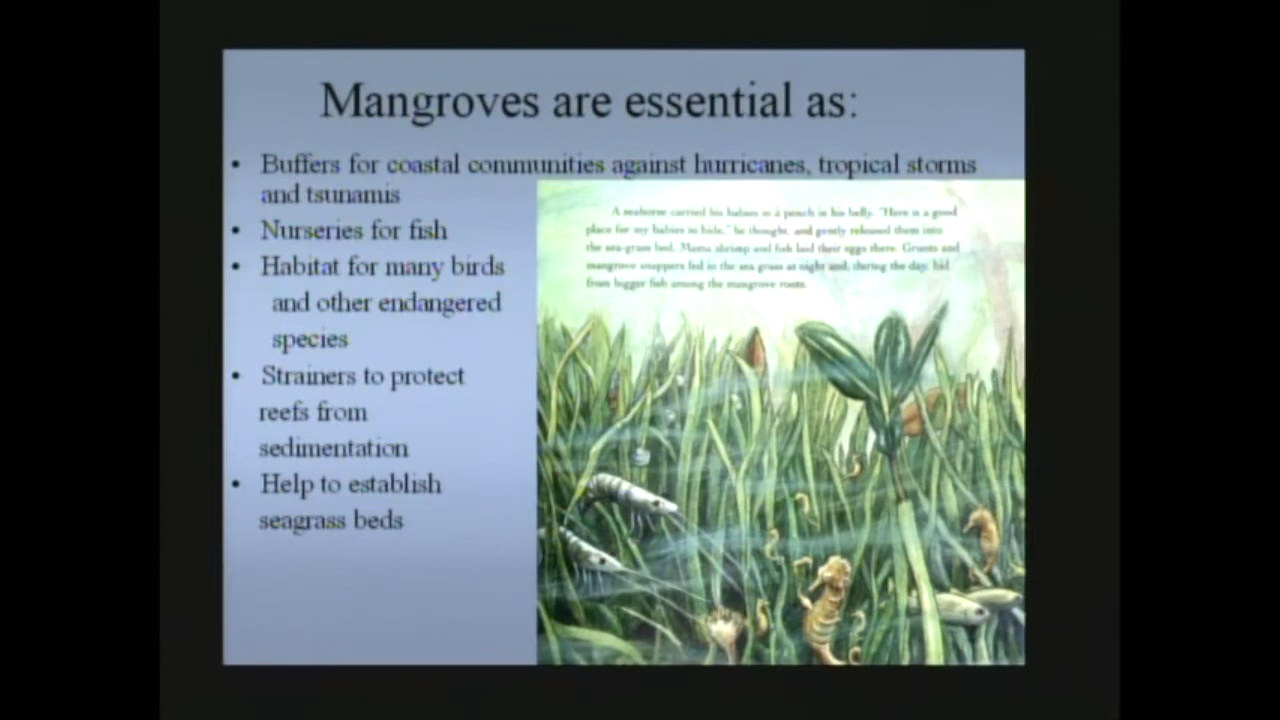 Mangroves are essential as:
• Buffers for coastal communities against hurricanes, tropical storms
and tsunamis
• Nurseries for fish
• Habitat for many birds
and other endangered
species
• Strainers to protect
reefs from
sedimentation
• Help to establish
seagrass beds
A seahorse carried his babies in a pouch in his belly. "Here is a good
place for my babies to hide," he thought, and gently released them into
the sea-grass bed. Mama shrimp and fish laid their eggs there. Grunts and
mangrove snappers fed in the sea grass at night and, during the day, hid
from bigger fish among the mangrove roots.